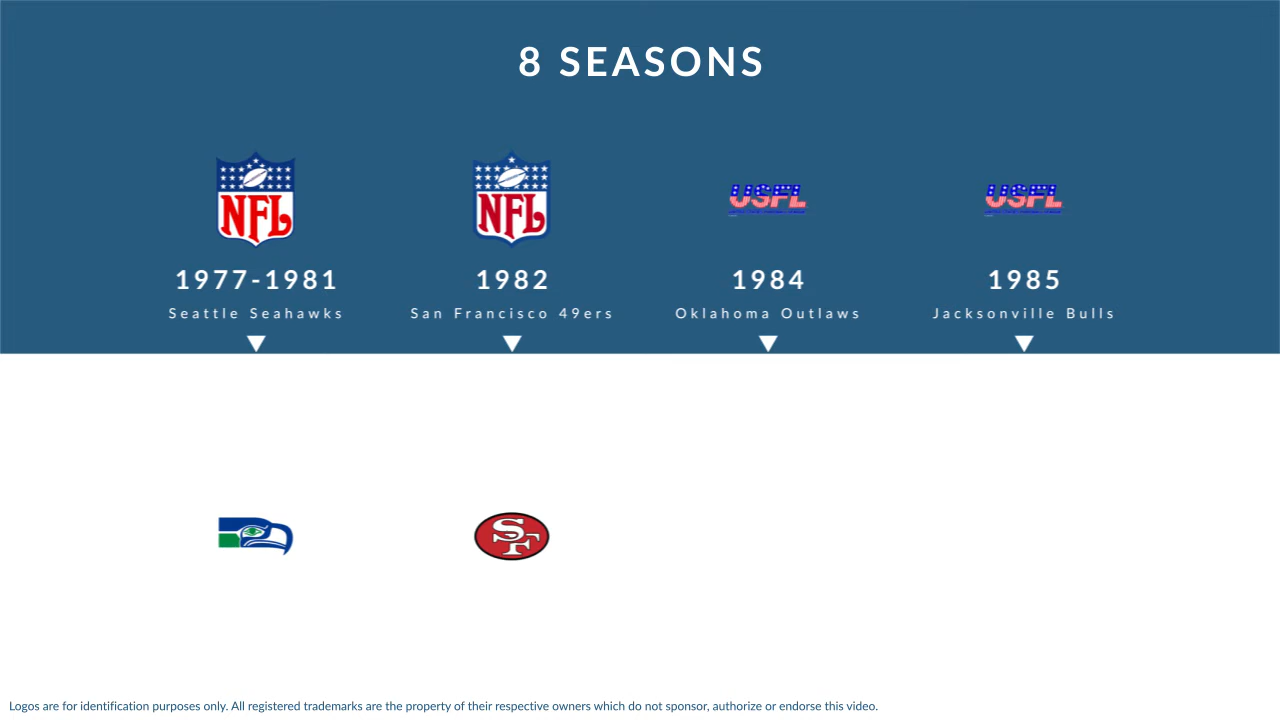 8 SEASONS
NFL NFL USFL USFL
1977-1981 1982 1984 1985
Seattle Seahawks San Francisco 49ers Oklahoma Outlaws Jacksonville Bulls
SF
Logos are for identification purposes only. All registered trademarks are the property of their respective owners which do not sponsor, authorize or endorse this video.